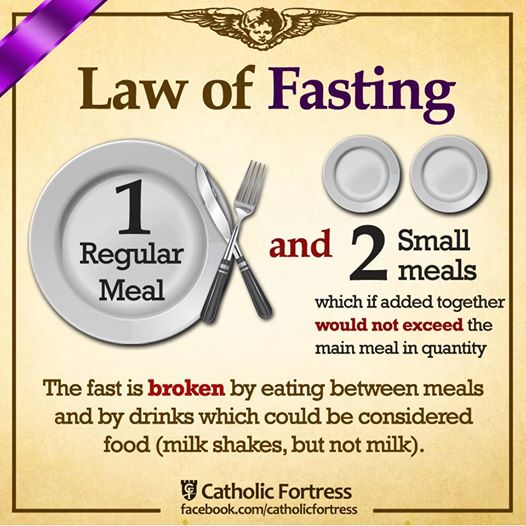 Law of Fasting
1
Regular
Meal
and 2 Small
meals
which if added together
would not exceed the
main meal in quantity
The fast is broken by eating between meals
and by drinks which could be considered
food (milk shakes, but not milk).
Catholic Fortress
facebook.com/catholicfortress